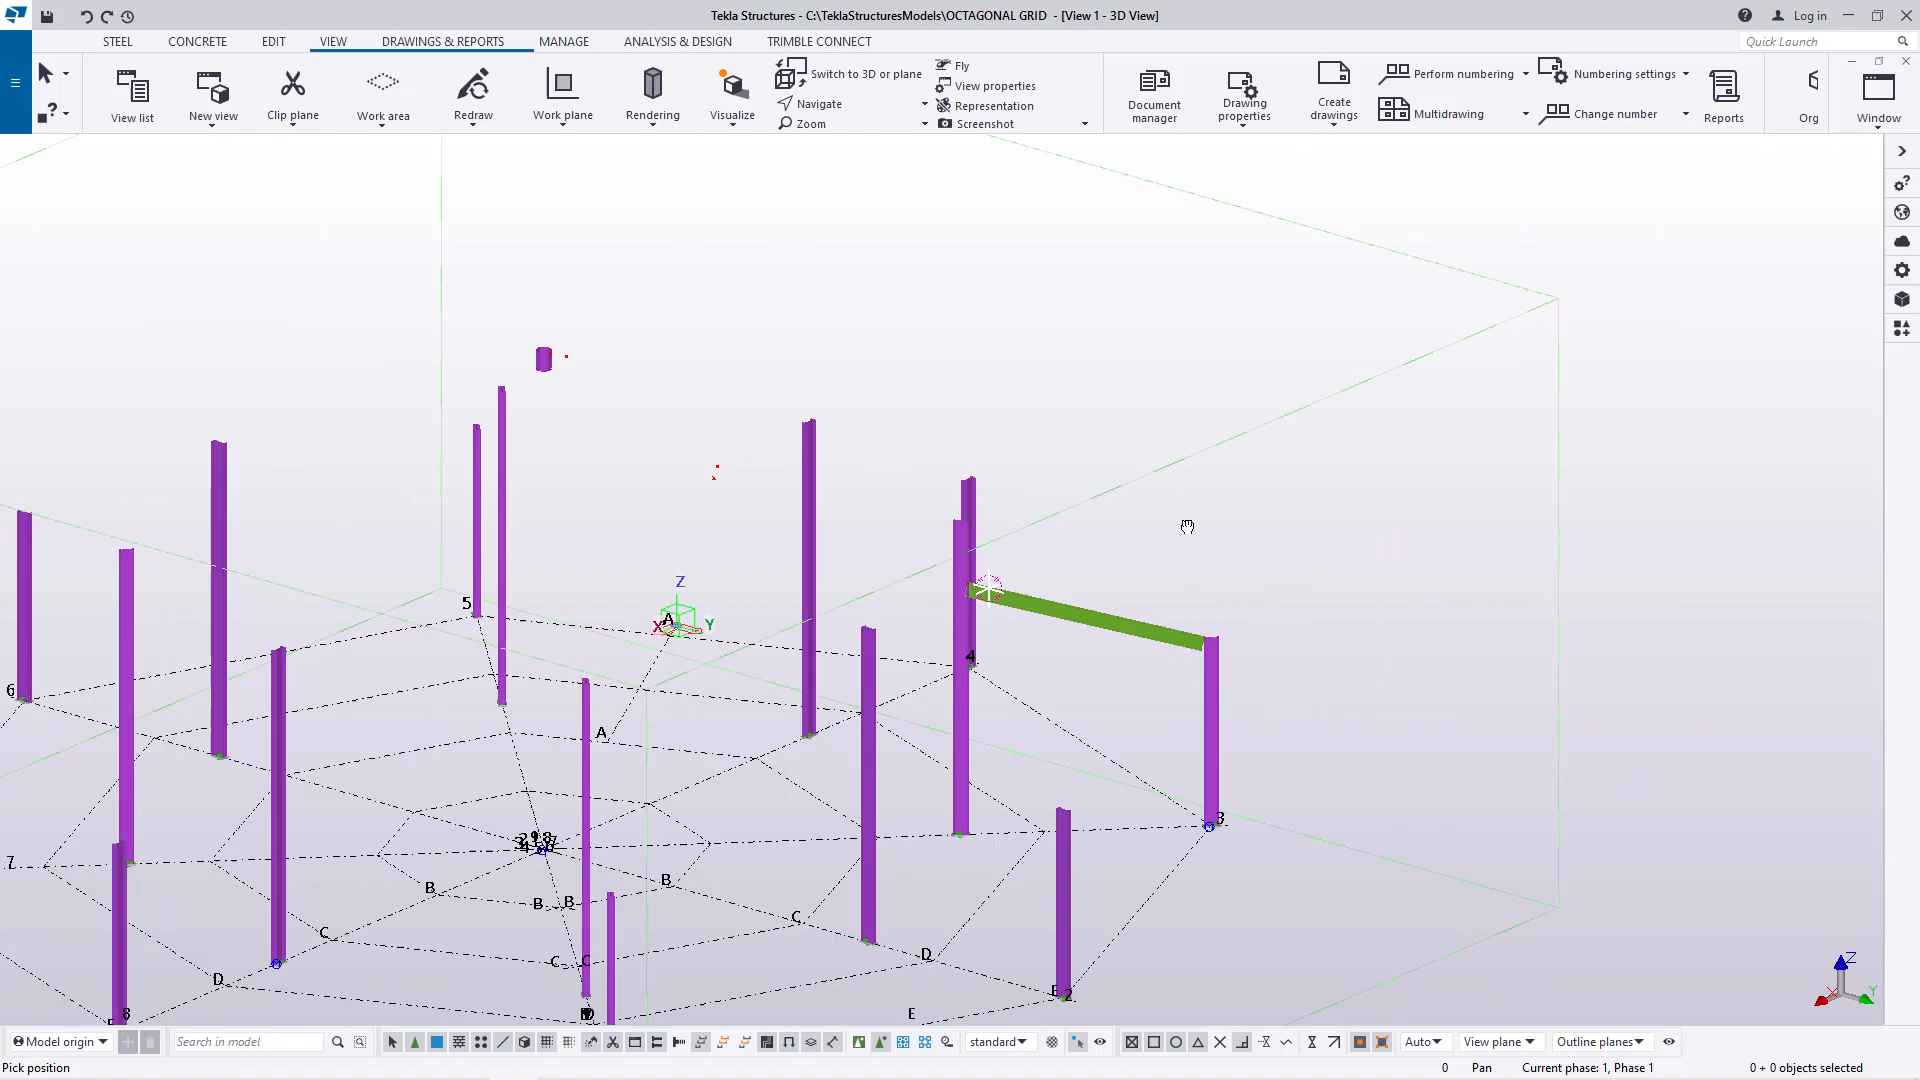 Tekla Structures - C:\TeklaStructuresModels\OCTAGONAL GRID - [View 1 - 3D View]
Log in
STEEL CONCRETE EDIT VIEW DRAWINGS & REPORTS MANAGE ANALYSIS & DESIGN TRIMBLE CONNECT
Quick Launch
View list
New view
Clip plane
Work area
Redraw
Work plane
Rendering
Visualize
Switch to 3D or plane
Navigate
Zoom
Fly
View properties
Representation
Screenshot
Document manager
Drawing properties
Create drawings
Perform numbering
Multidrawing
Numbering settings
Change number
Reports
Org
Window
Z
5
A
X
Y
4
6
A
3
7
B
B
B
B
C
C
C
C
D
D
D
E
2
E
8
Z
X
Y
Model origin
Search in model
standard
Auto
View plane
Outline planes
Pick position
0
Pan
Current phase: 1, Phase 1
0 + 0 objects selected